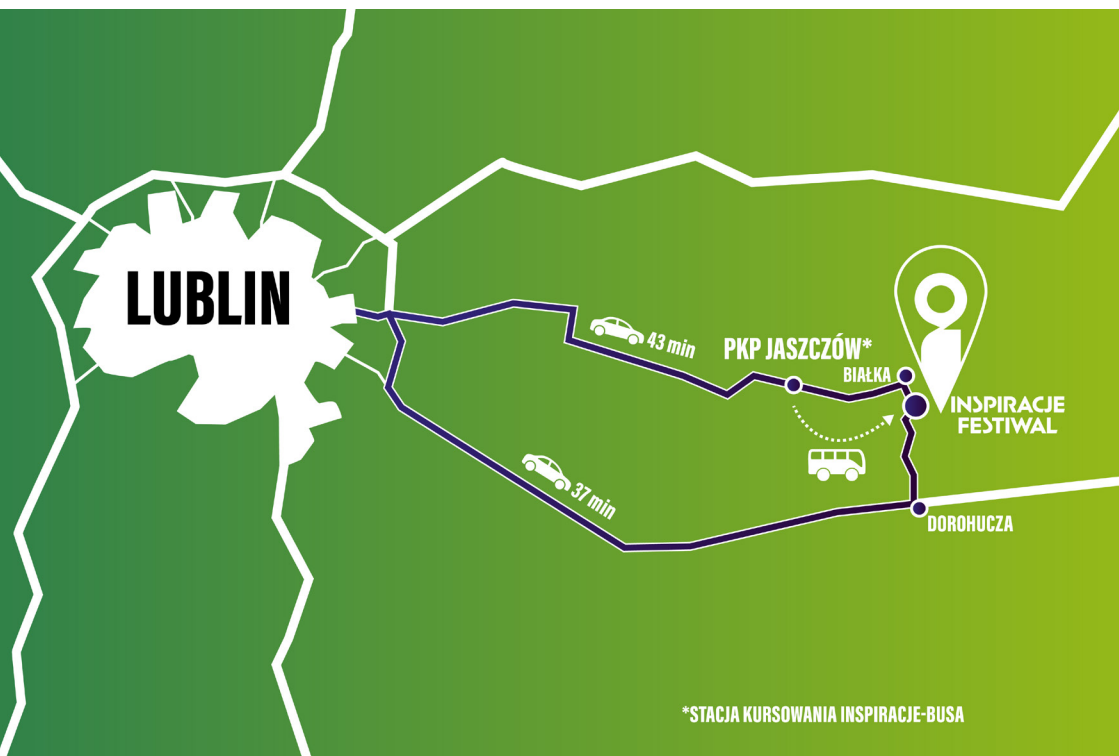 LUBLIN
43 min
PKP JASZCZÓW*
BIAŁKA
INSPIRACJE
FESTIWAL
37 min
DOROHUCZA
*STACJA KURSOWANIA INSPIRACJE-BUSA